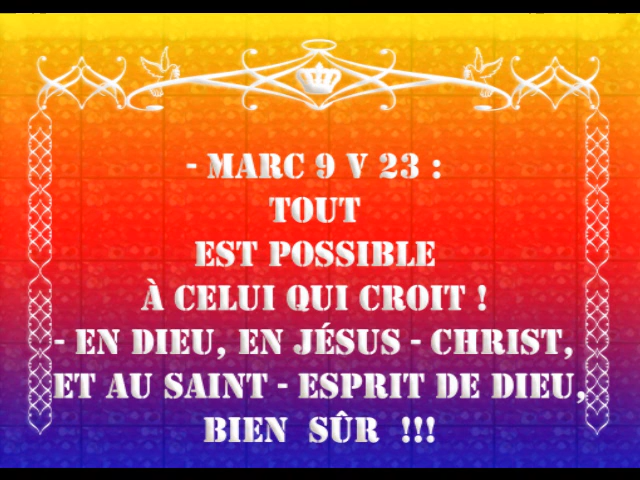 - MARC 9 V 23 :
TOUT
EST POSSIBLE
À CELUI QUI CROIT !
- EN DIEU, EN JÉSUS - CHRIST,
ET AU SAINT - ESPRIT DE DIEU,
BIEN SÛR !!!